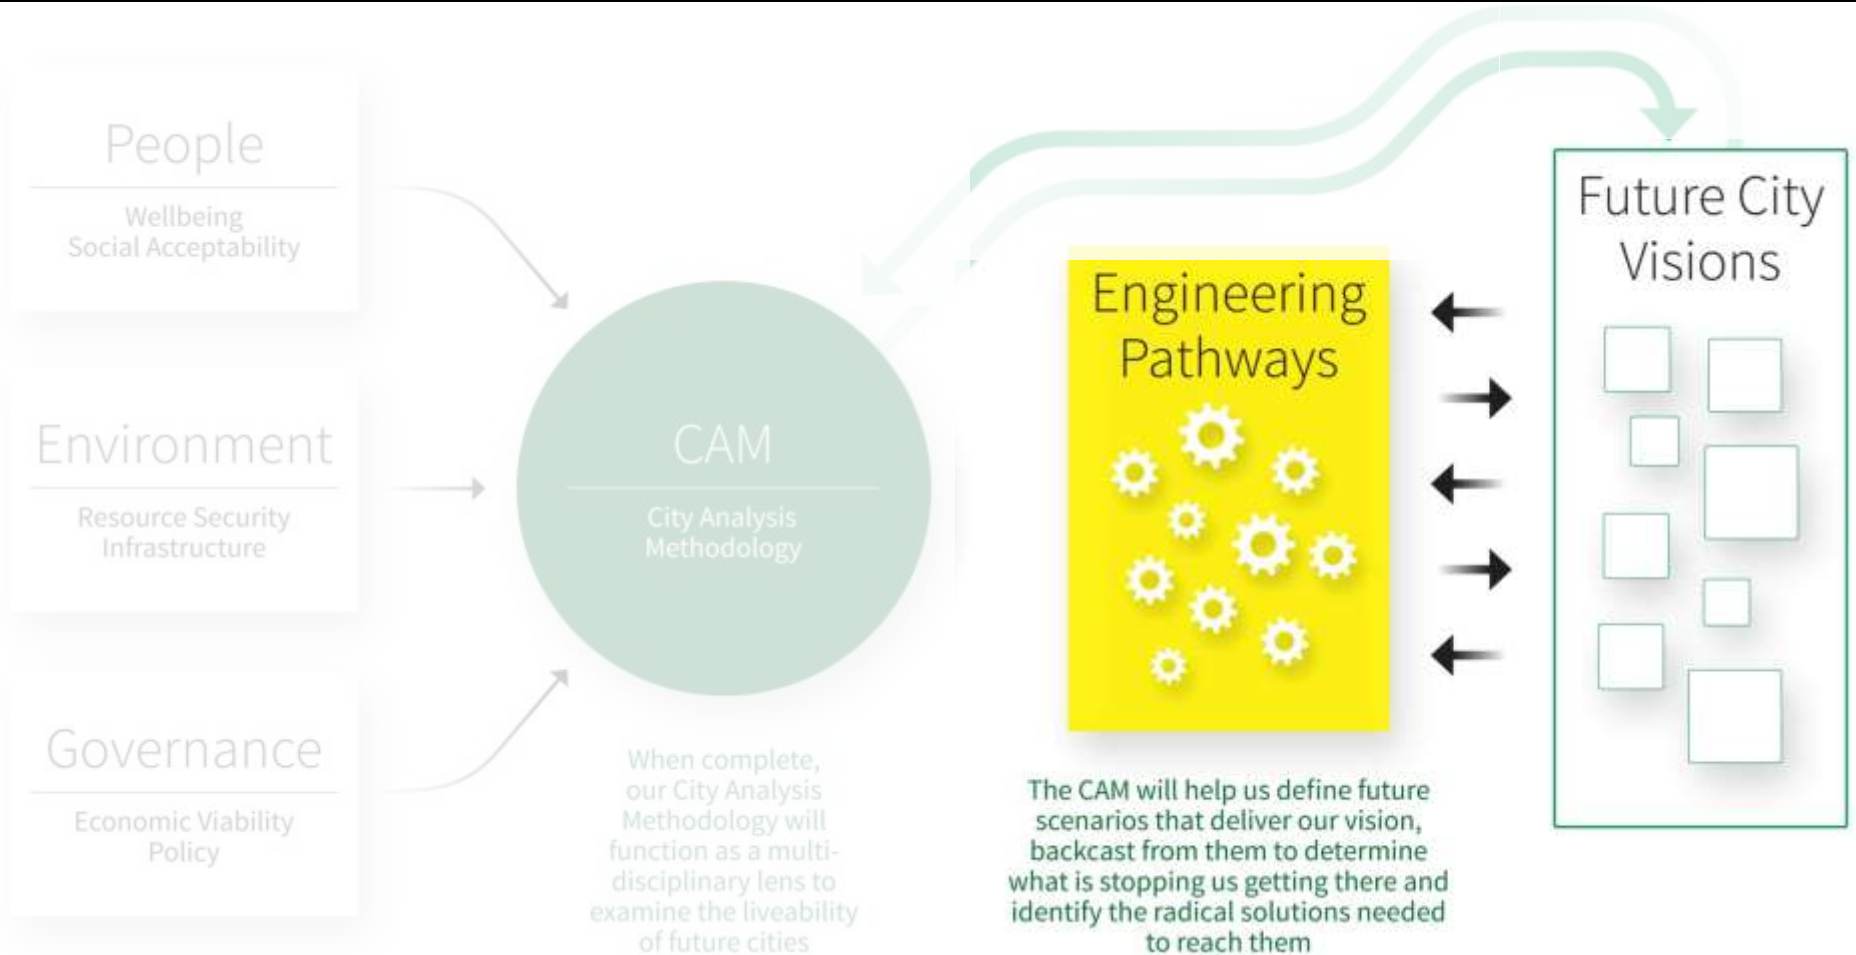 People
Wellbeing
Social Acceptability
Environment
Resource Security
Infrastructure
Governance
Economic Viability
Policy
CAM
City Analysis
Methodology
When complete,
our City Analysis
Methodology will
function as a multi-
disciplinary lens to
examine the liveability
of future cities
Engineering
Pathways
The CAM will help us define future
scenarios that deliver our vision,
backcast from them to determine
what is stopping us getting there and
identify the radical solutions needed
to reach them
Future City
Visions